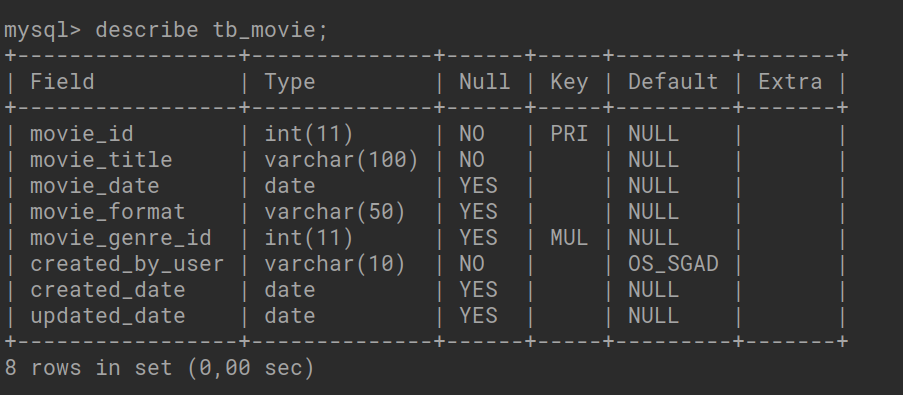 mysql> describe tb_movie;
+-----------------+--------------+------+-----+---------+-------+
| Field           | Type         | Null | Key | Default | Extra |
+-----------------+--------------+------+-----+---------+-------+
| movie_id        | int(11)      | NO   | PRI | NULL    |       |
| movie_title     | varchar(100) | NO   |     | NULL    |       |
| movie_date      | date         | YES  |     | NULL    |       |
| movie_format    | varchar(50)  | YES  |     | NULL    |       |
| movie_genre_id  | int(11)      | YES  | MUL | NULL    |       |
| created_by_user | varchar(10)  | NO   |     | OS_SGAD |       |
| created_date    | date         | YES  |     | NULL    |       |
| updated_date    | date         | YES  |     | NULL    |       |
+-----------------+--------------+------+-----+---------+-------+
8 rows in set (0,00 sec)